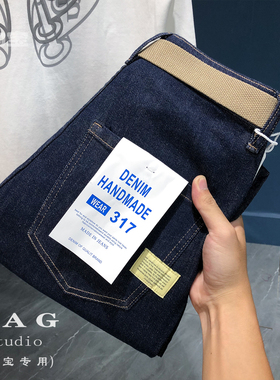 DENIM
HANDMADE
WEAR 317
MADE IN JEANS
AG
tudio
宝专用)